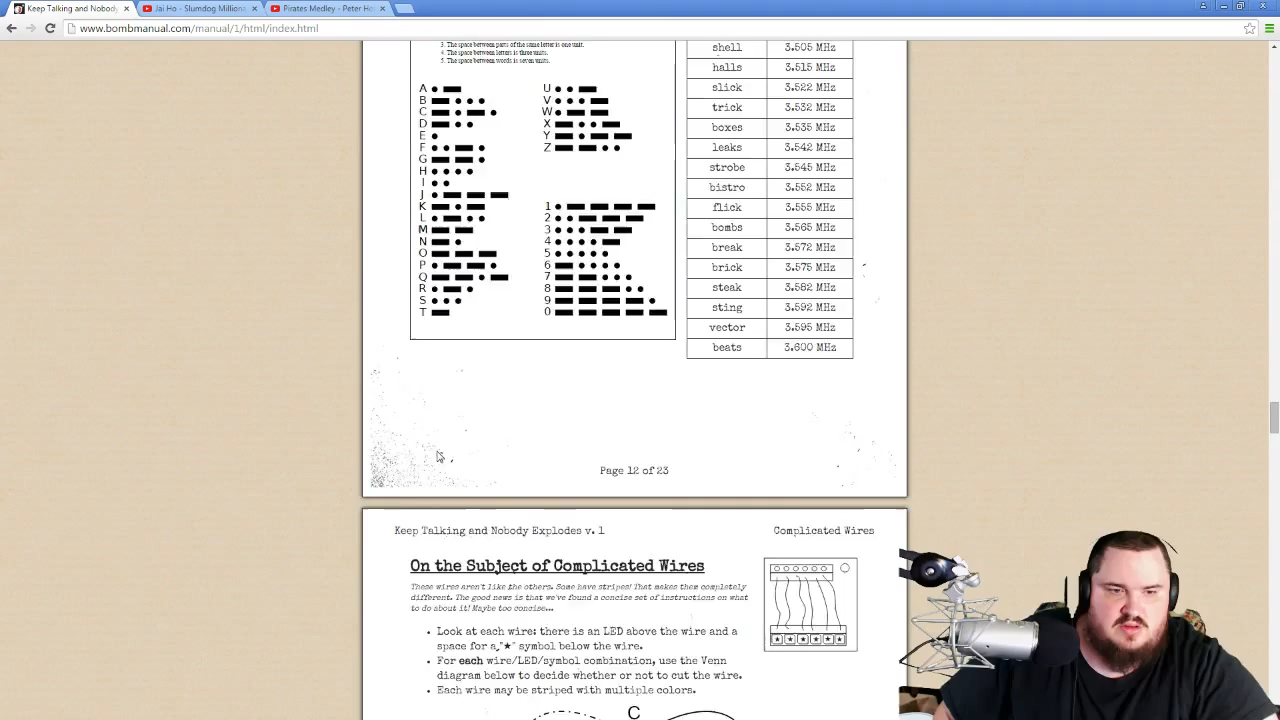 Keep Talking and Nobody
Jai Ho - Slumdog Millions
Pirates Medley - Peter Ho
www.bombmanual.com/manual/1/html/index.html
3. The space between parts of the same letter is one unit.
4. The space between letters is three units.
5. The space between words is seven units.
A
B
C
D
E
F
G
H
I
J
K
L
M
N
O
P
Q
R
S
T
U
V
W
X
Y
Z
1
2
3
4
5
6
7
8
9
0
shell 3.505 MHz
halls 3.515 MHz
slick 3.522 MHz
trick 3.532 MHz
boxes 3.535 MHz
leaks 3.542 MHz
strobe 3.545 MHz
bistro 3.552 MHz
flick 3.555 MHz
bombs 3.565 MHz
break 3.572 MHz
brick 3.575 MHz
steak 3.582 MHz
sting 3.592 MHz
vector 3.595 MHz
beats 3.600 MHz
Page 12 of 23
Keep Talking and Nobody Explodes v. 1 Complicated Wires
On the Subject of Complicated Wires
These wires aren't like the others. Some have stripes! That makes them completely
different. The good news is that we've found a concise set of instructions on what
to do about it! Maybe too concise...
• Look at each wire: there is an LED above the wire and a
space for a "★" symbol below the wire.
• For each wire/LED/symbol combination, use the Venn
diagram below to decide whether or not to cut the wire.
• Each wire may be striped with multiple colors.
C